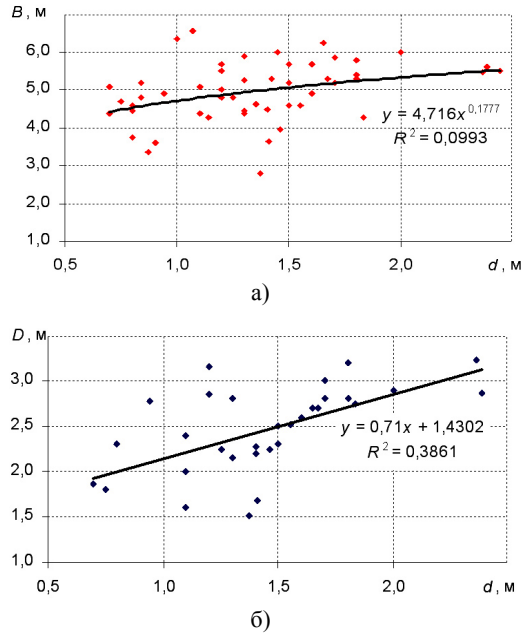 B, м
6,0
5,0
4,0
3,0
2,0
1,0
y = 4,716x^0,1777
R² = 0,0993
0,5 1,0 1,5 2,0 d, м
а)
D, м
3,0
2,5
2,0
1,5
1,0
y = 0,71x + 1,4302
R² = 0,3861
0,5 1,0 1,5 2,0 d, м
б)